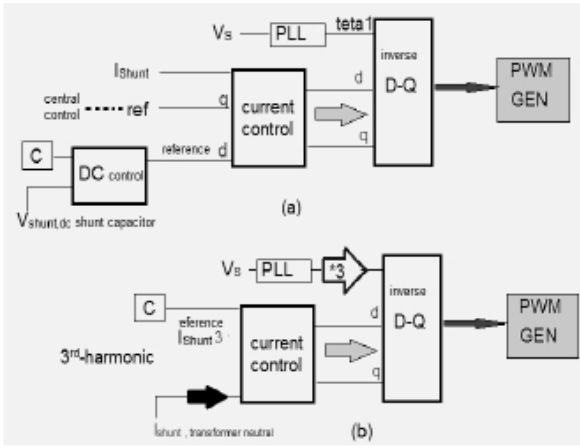 Vs PLL teta1
inverse
D-Q
PWM
GEN
IShunt
d
central
control ref q
current
control
q
C
DC control
reference d
Vshunt,dc shunt capacitor
(a)
Vs PLL *3
inverse
D-Q
PWM
GEN
C
reference
IShunt 3
d
3rd-harmonic
current
control
q
Ishunt , transformer neutral
(b)